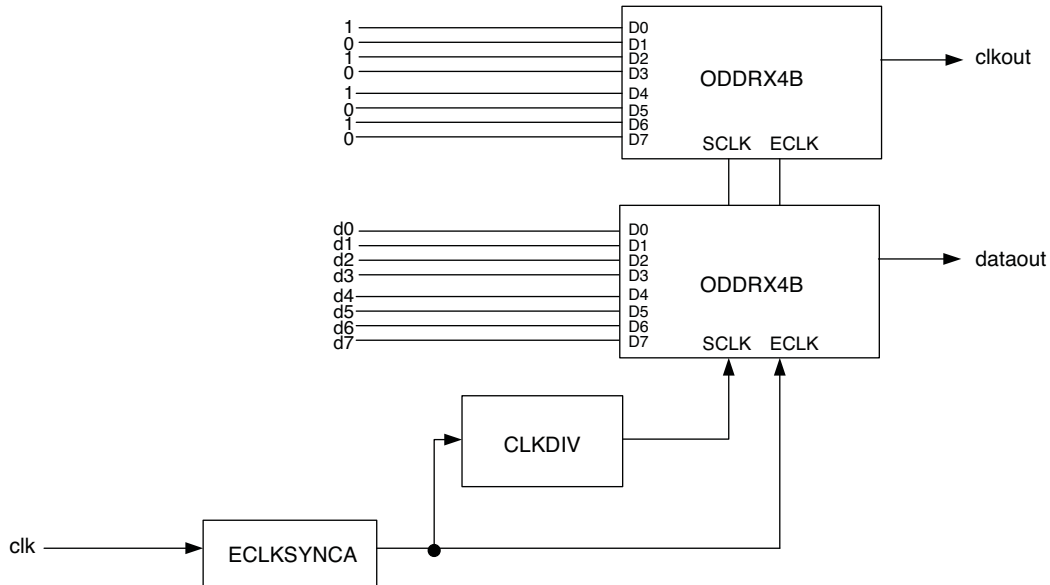 1 D0
0 D1
1 D2
0 D3
1 D4
0 D5
1 D6
0 D7
ODDRX4B
SCLK ECLK
clkout
d0 D0
d1 D1
d2 D2
d3 D3
d4 D4
d5 D5
d6 D6
d7 D7
ODDRX4B
SCLK ECLK
dataout
CLKDIV
clk
ECLKSYNCA